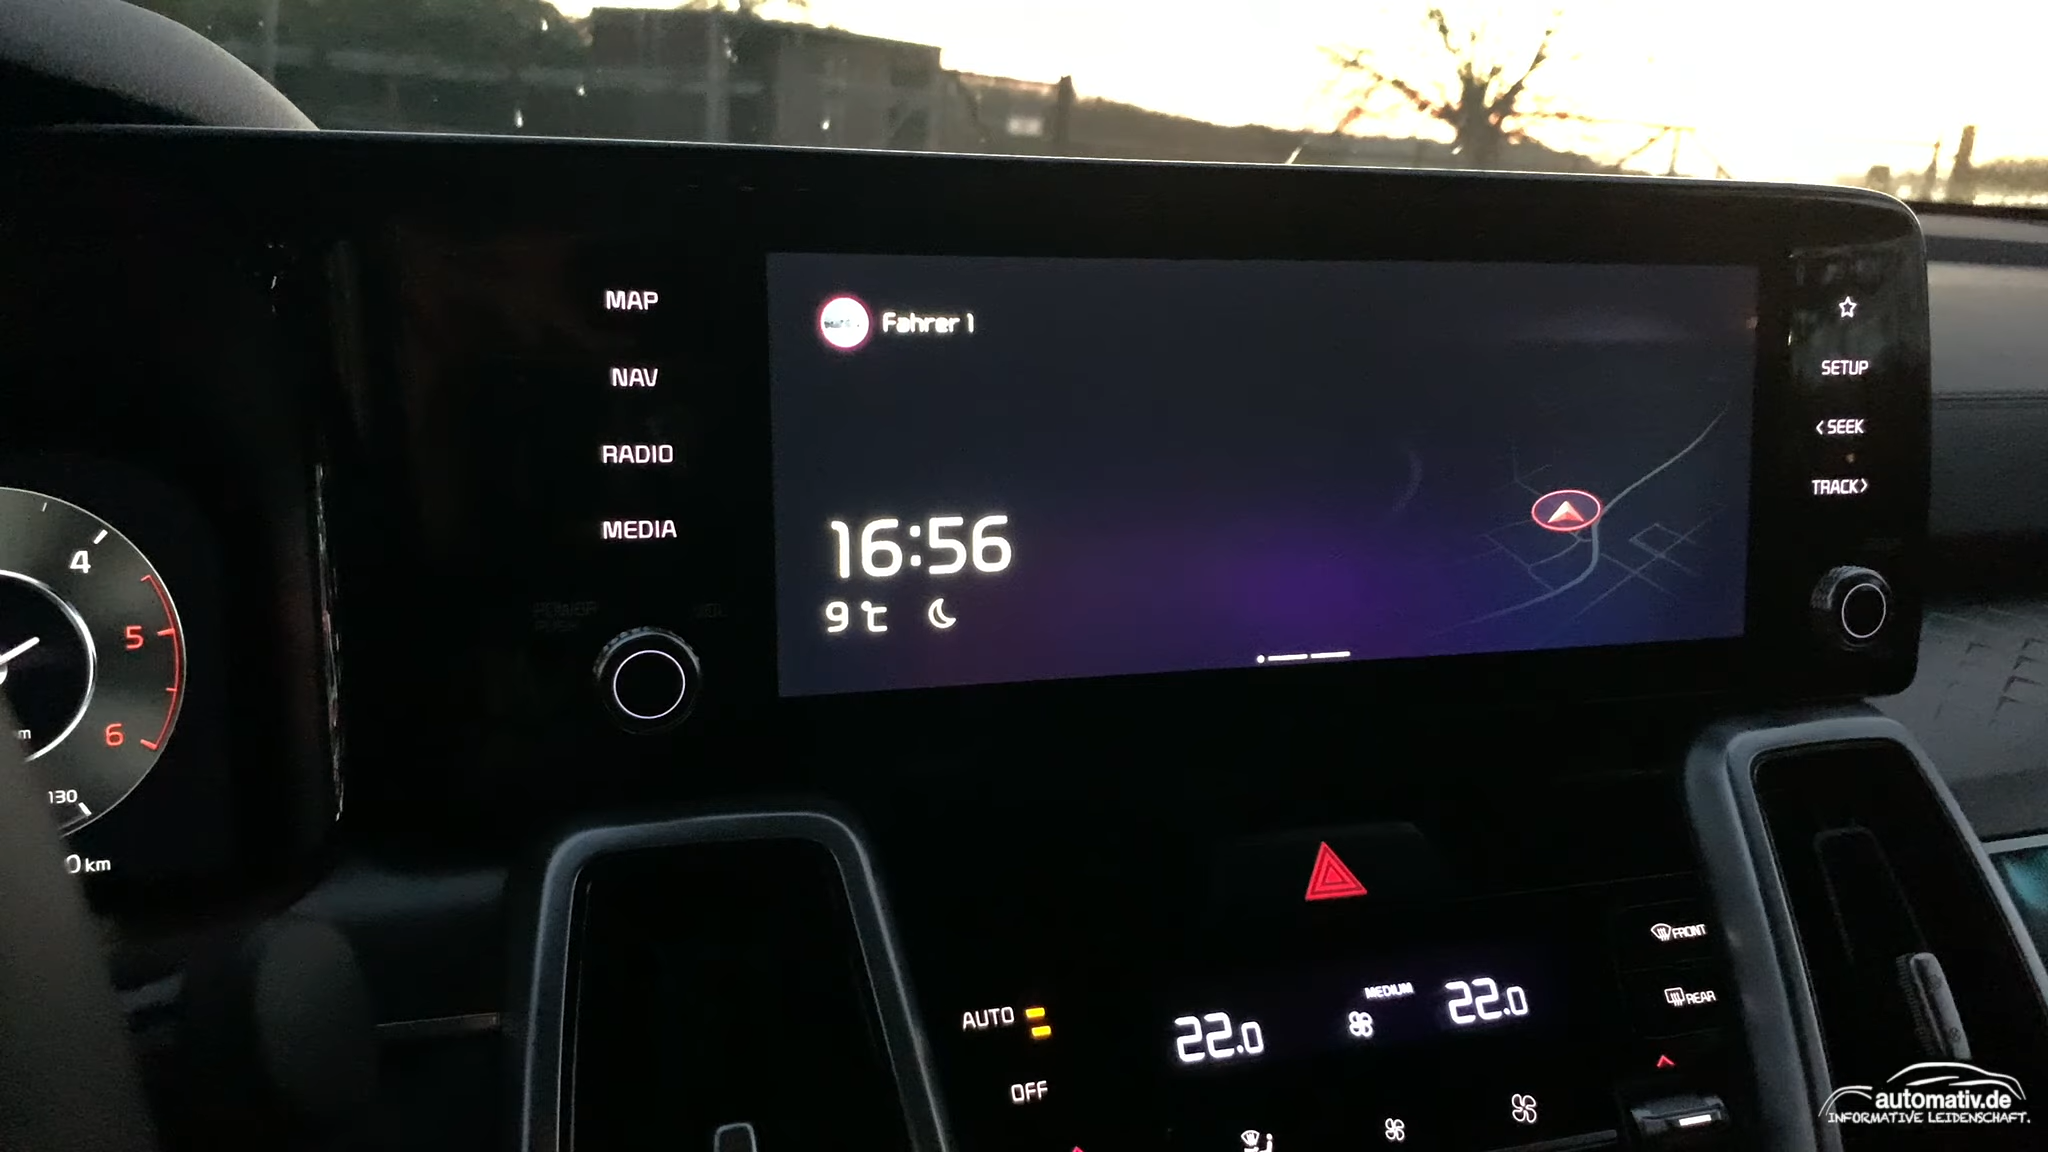 MAP
NAV
RADIO
MEDIA
Fahrer 1
16:56
9 °C
SETUP
< SEEK
TRACK >
4
5
6
m
130
0 km
AUTO
OFF
22.0
MEDIUM
22.0
FRONT
REAR
automativ.de
INFORMATIVE LEIDENSCHAFT.